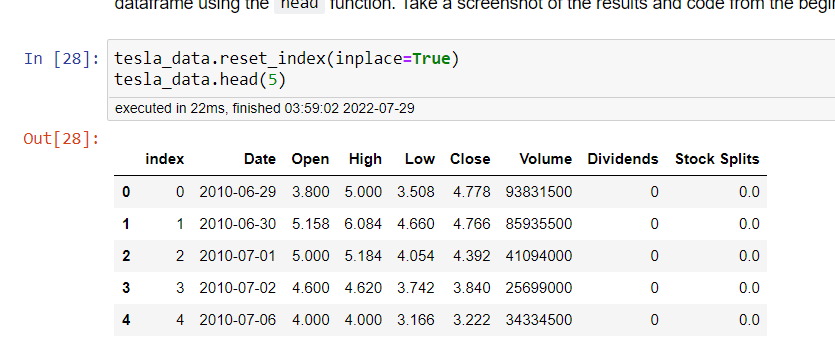 dataframe using the head function. Take a screenshot of the results and code from the begin
In [28]: tesla_data.reset_index(inplace=True)
tesla_data.head(5)
executed in 22ms, finished 03:59:02 2022-07-29
Out[28]:
index Date Open High Low Close Volume Dividends Stock Splits
0 0 2010-06-29 3.800 5.000 3.508 4.778 93831500 0 0.0
1 1 2010-06-30 5.158 6.084 4.660 4.766 85935500 0 0.0
2 2 2010-07-01 5.000 5.184 4.054 4.392 41094000 0 0.0
3 3 2010-07-02 4.600 4.620 3.742 3.840 25699000 0 0.0
4 4 2010-07-06 4.000 4.000 3.166 3.222 34334500 0 0.0